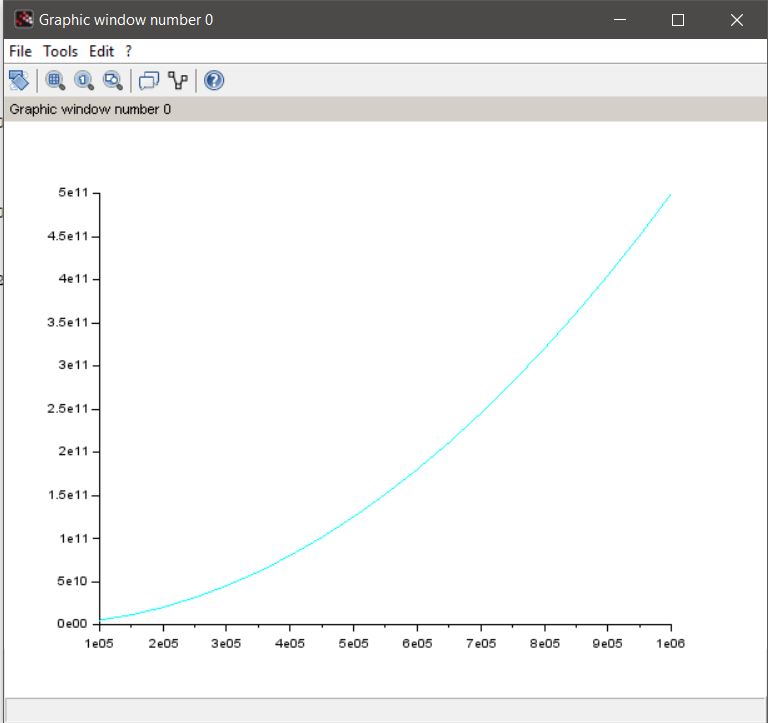 Graphic window number 0
File Tools Edit ?
Graphic window number 0
5e11
4.5e11
4e11
3.5e11
3e11
2.5e11
2e11
1.5e11
1e11
5e10
0e00
1e05 2e05 3e05 4e05 5e05 6e05 7e05 8e05 9e05 1e06